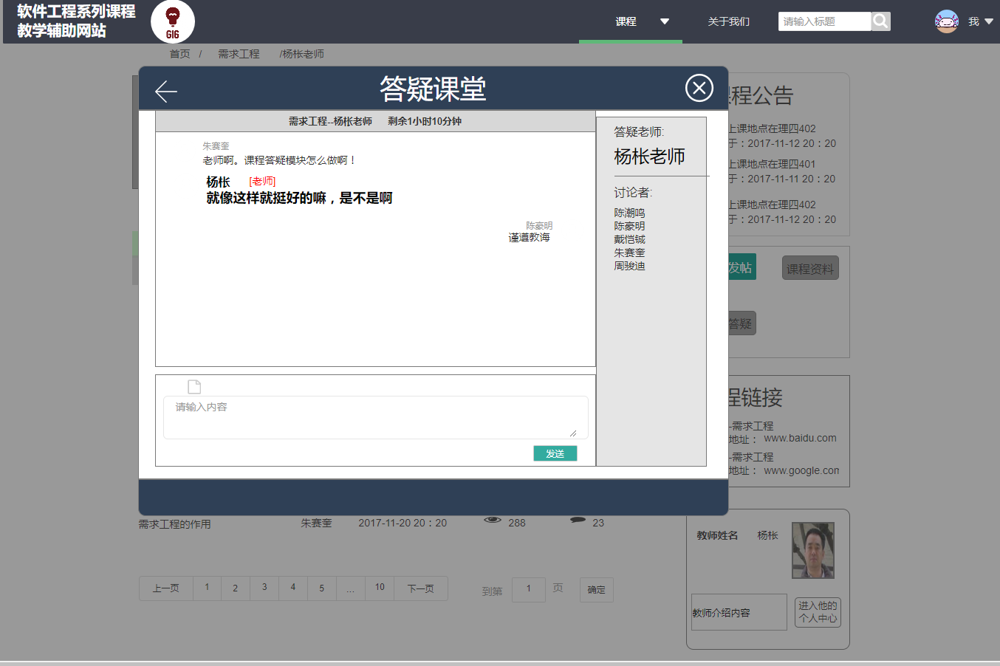 软件工程系列课程
教学辅助网站
GIG
课程
关于我们
请输入标题
我
首页 / 需求工程 /杨枨老师
答疑课堂
需求工程--杨枨老师 剩余1小时10分钟
朱赛奎
老师啊。课程答疑模块怎么做啊！
杨枨 [老师]
就像这样就挺好的嘛，是不是啊
陈豪明
谨遵教诲
请输入内容
发送
答疑老师:
杨枨老师
讨论者:
陈潮鸣
陈豪明
戴恺铖
朱赛奎
周骏迪
程公告
上课地点在理四402
于：2017-11-12 20：20
上课地点在理四401
于：2017-11-11 20：20
上课地点在理四402
于：2017-11-12 20：20
发帖
课程资料
答疑
程链接
-需求工程
地址： www.baidu.com
-需求工程
地址： www.google.com
需求工程的作用 朱赛奎 2017-11-20 20：20 288 23
上一页 1 2 3 4 5 ... 10 下一页 到第 1 页 确定
教师姓名 杨枨
教师介绍内容
进入他的
个人中心